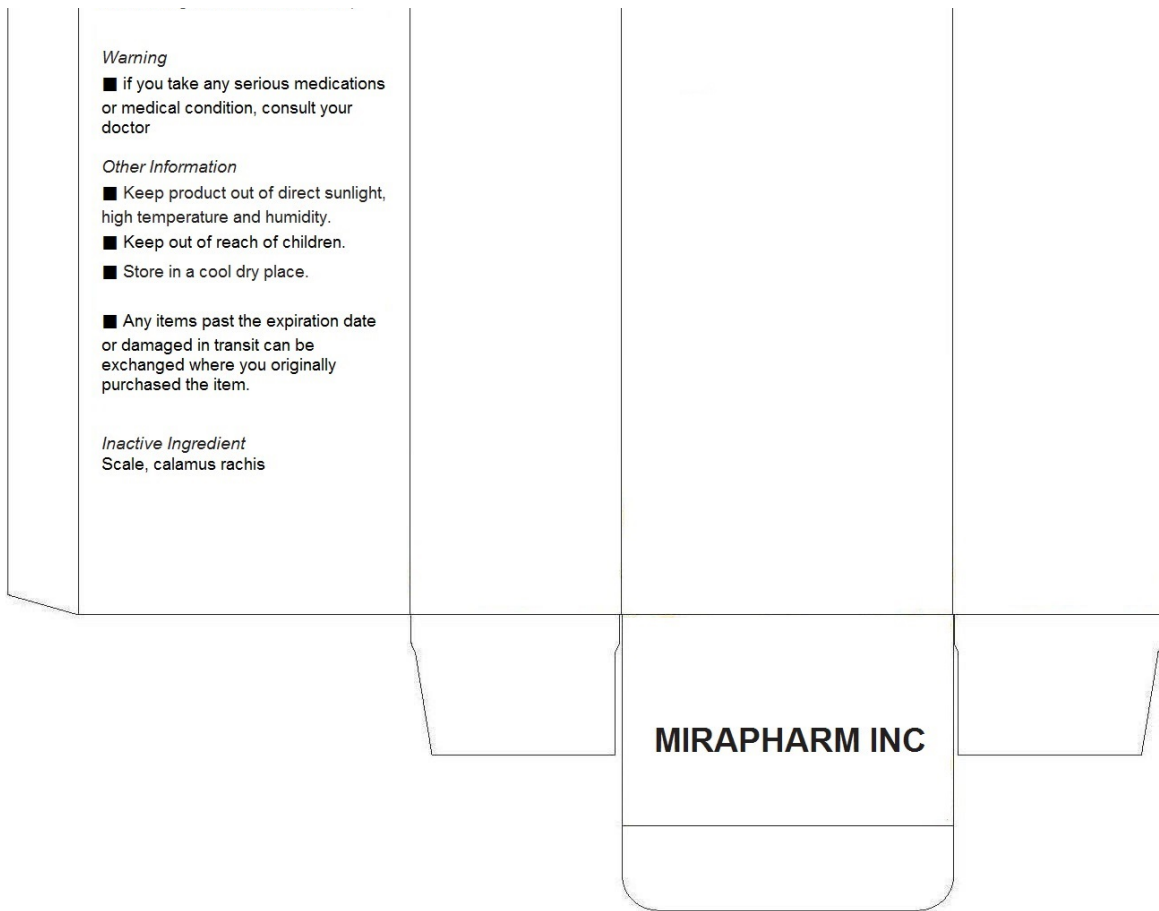 Warning
■ if you take any serious medications
or medical condition, consult your
doctor
Other Information
■ Keep product out of direct sunlight,
high temperature and humidity.
■ Keep out of reach of children.
■ Store in a cool dry place.
■ Any items past the expiration date
or damaged in transit can be
exchanged where you originally
purchased the item.
Inactive Ingredient
Scale, calamus rachis
MIRAPHARM INC